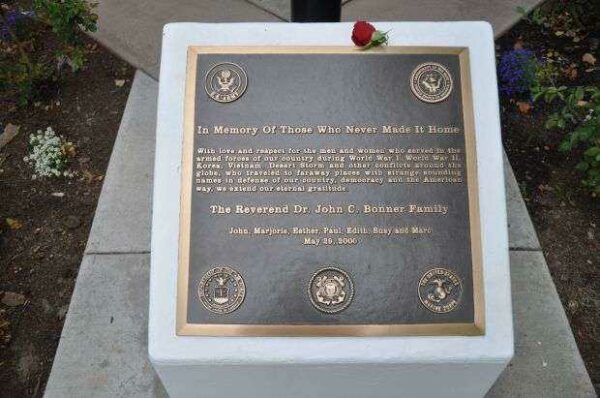 In Memory Of Those Who Never Made It Home
With love and respect for the men and women who served in the
armed forces of our country during World War I, World War II,
Korea, Vietnam, Desert Storm and other conflicts around the
globe, who traveled to faraway places with strange sounding
names in defense of our country, democracy and the American
way, we extend our eternal gratitude.
The Reverend Dr. John C. Bonner Family
John, Marjorie, Esther, Paul, Edith, Susy and Marc
May 29, 2006